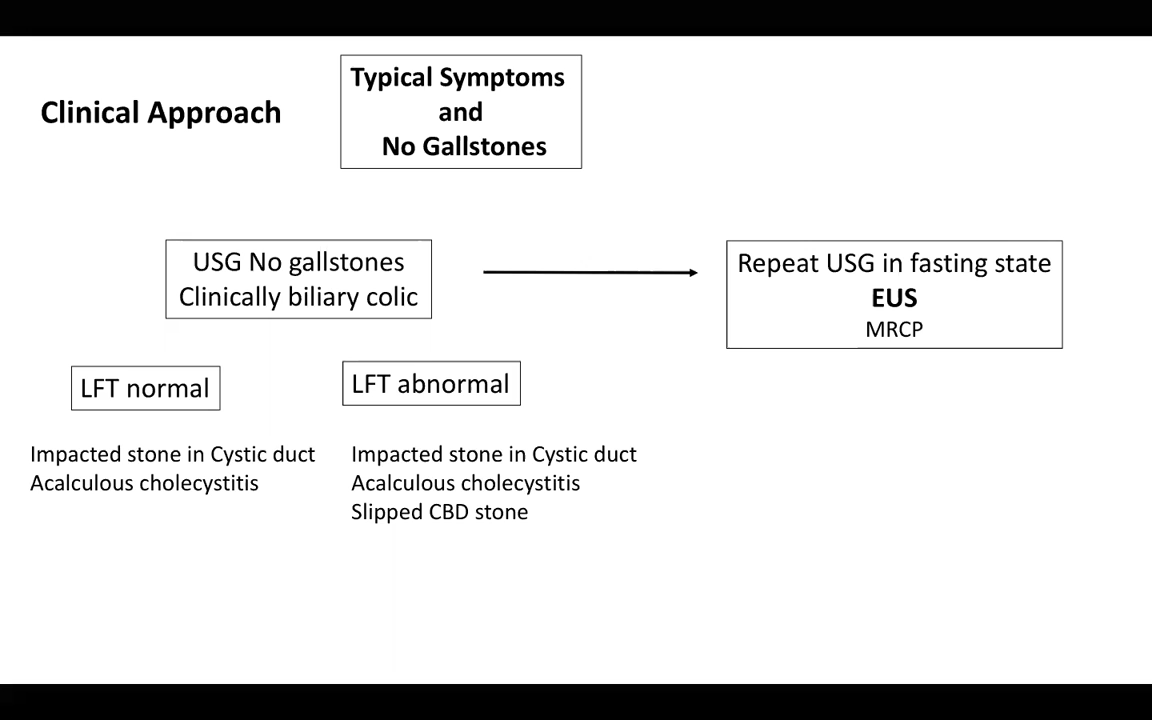 Clinical Approach
Typical Symptoms
and
No Gallstones
USG No gallstones
Clinically biliary colic
Repeat USG in fasting state
EUS
MRCP
LFT normal
LFT abnormal
Impacted stone in Cystic duct
Acalculous cholecystitis
Impacted stone in Cystic duct
Acalculous cholecystitis
Slipped CBD stone